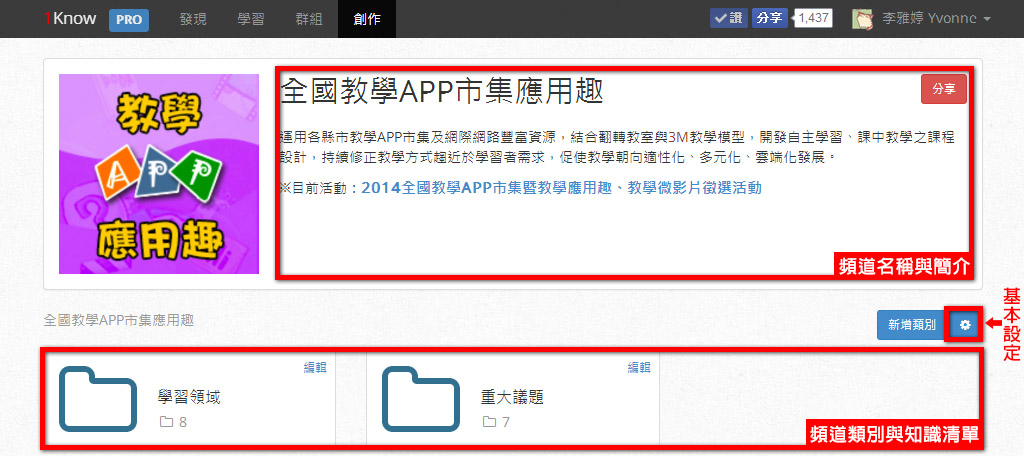 1Know PRO 發現 學習 群組 創作 讚 分享 1,437 李雅婷 Yvonne
教學
APP
應用趣
全國教學APP市集應用趣
分享
運用各縣市教學APP市集及網際網路豐富資源，結合翻轉教室與3M教學模型，開發自主學習、課中教學之課程
設計，持續修正教學方式趨近於學習者需求，促使教學朝向適性化、多元化、雲端化發展。
※目前活動：2014全國教學APP市集暨教學應用趣、教學微影片徵選活動
頻道名稱與簡介
基本設定
全國教學APP市集應用趣
新增類別
編輯
學習領域
8
編輯
重大議題
7
頻道類別與知識清單